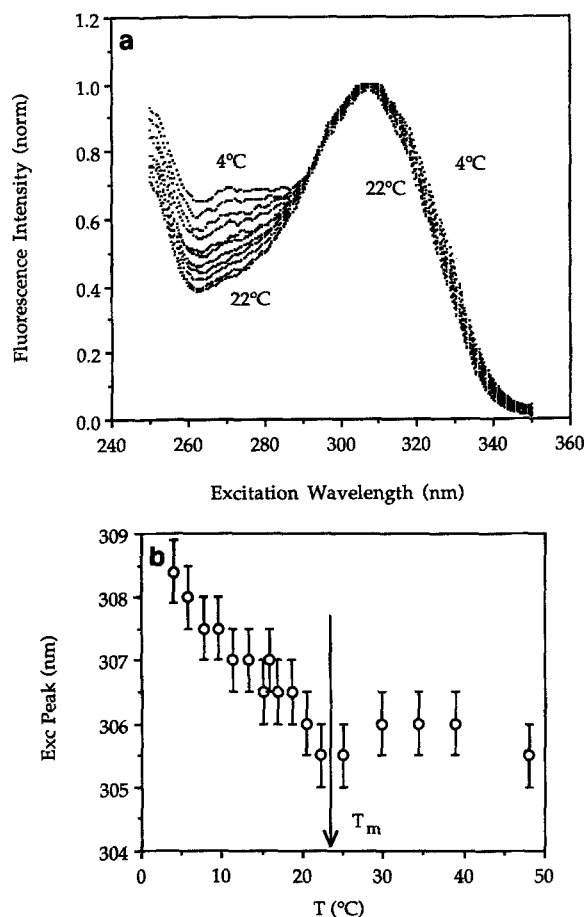 a
1.2
1.0
0.8
0.6
0.4
0.2
0.0
Fluorescence Intensity (norm)
4°C
22°C
4°C
22°C
240 260 280 300 320 340 360
Excitation Wavelength (nm)
b
309
308
307
306
305
304
Exc Peak (nm)
Tm
0 10 20 30 40 50
T (°C)